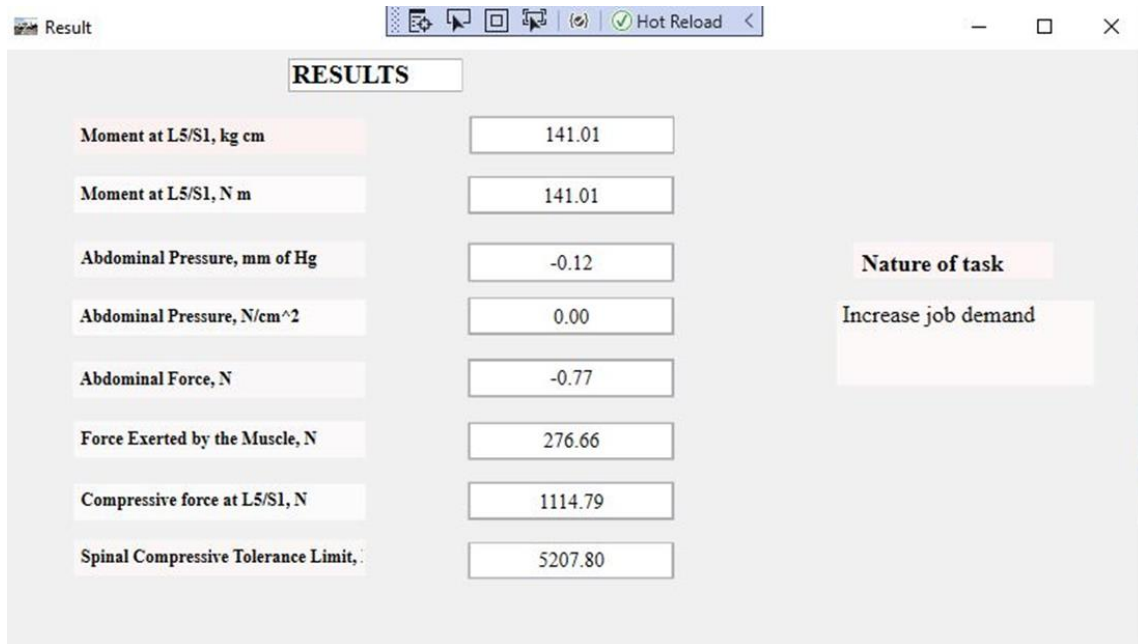 Result
Hot Reload
RESULTS
Moment at L5/S1, kg cm 141.01
Moment at L5/S1, N m 141.01
Abdominal Pressure, mm of Hg -0.12
Nature of task
Abdominal Pressure, N/cm^2 0.00
Increase job demand
Abdominal Force, N -0.77
Force Exerted by the Muscle, N 276.66
Compressive force at L5/S1, N 1114.79
Spinal Compressive Tolerance Limit, 5207.80